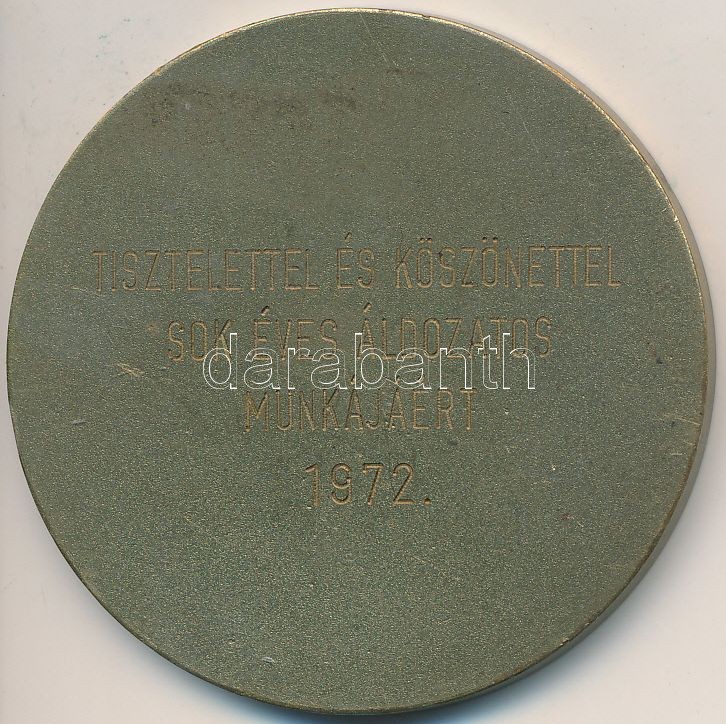 TISZTELETTEL ÉS KÖSZÖNETTEL
SOK ÉVES ÁLDOZATOS
darabanth
MUNKÁJÁÉRT
1972.